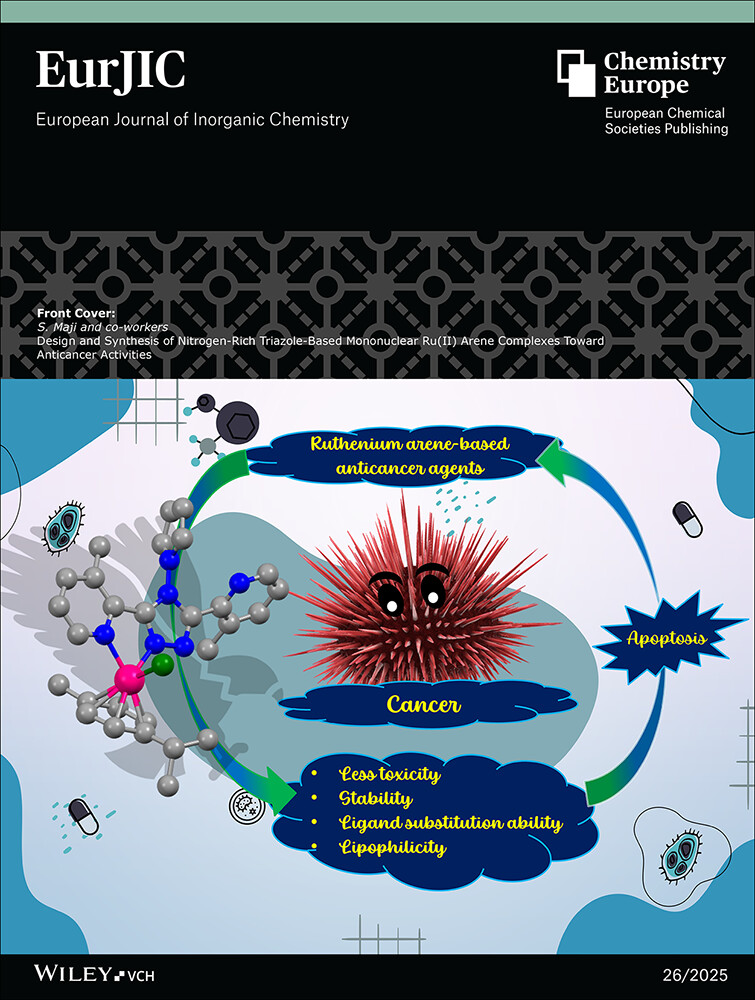 EurJIC
European Journal of Inorganic Chemistry
Chemistry
Europe
European Chemical
Societies Publishing
Front Cover:
S. Maji and co-workers
Design and Synthesis of Nitrogen-Rich Triazole-Based Mononuclear Ru(II) Arene Complexes Toward
Anticancer Activities
Ruthenium arene-based
anticancer agents
Apoptosis
Cancer
• Less toxicity
• Stability
• Ligand substitution ability
• Lipophilicity
WILEY-VCH
26/2025